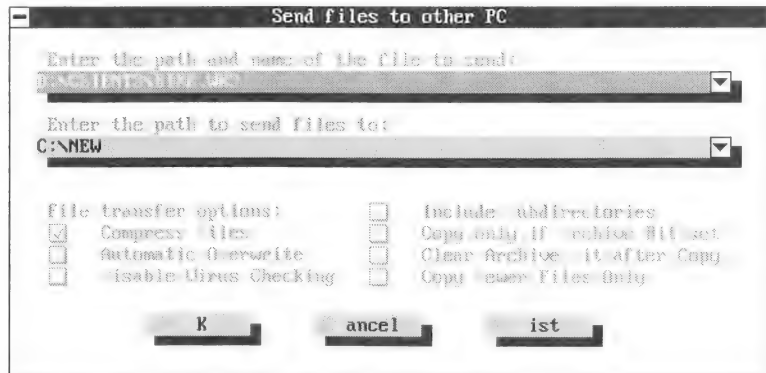 Send files to other PC
Enter the path and name of the file to send:
Enter the path to send files to:
C:\NEW
File transfer options:
Compress iles
Automatic O erwrite
isable Virus Checking
Include ubdirectories
Copy only if rchive Bit set
Clear Archive it after Copy
Copy ewer Files Only
K
ancel
ist